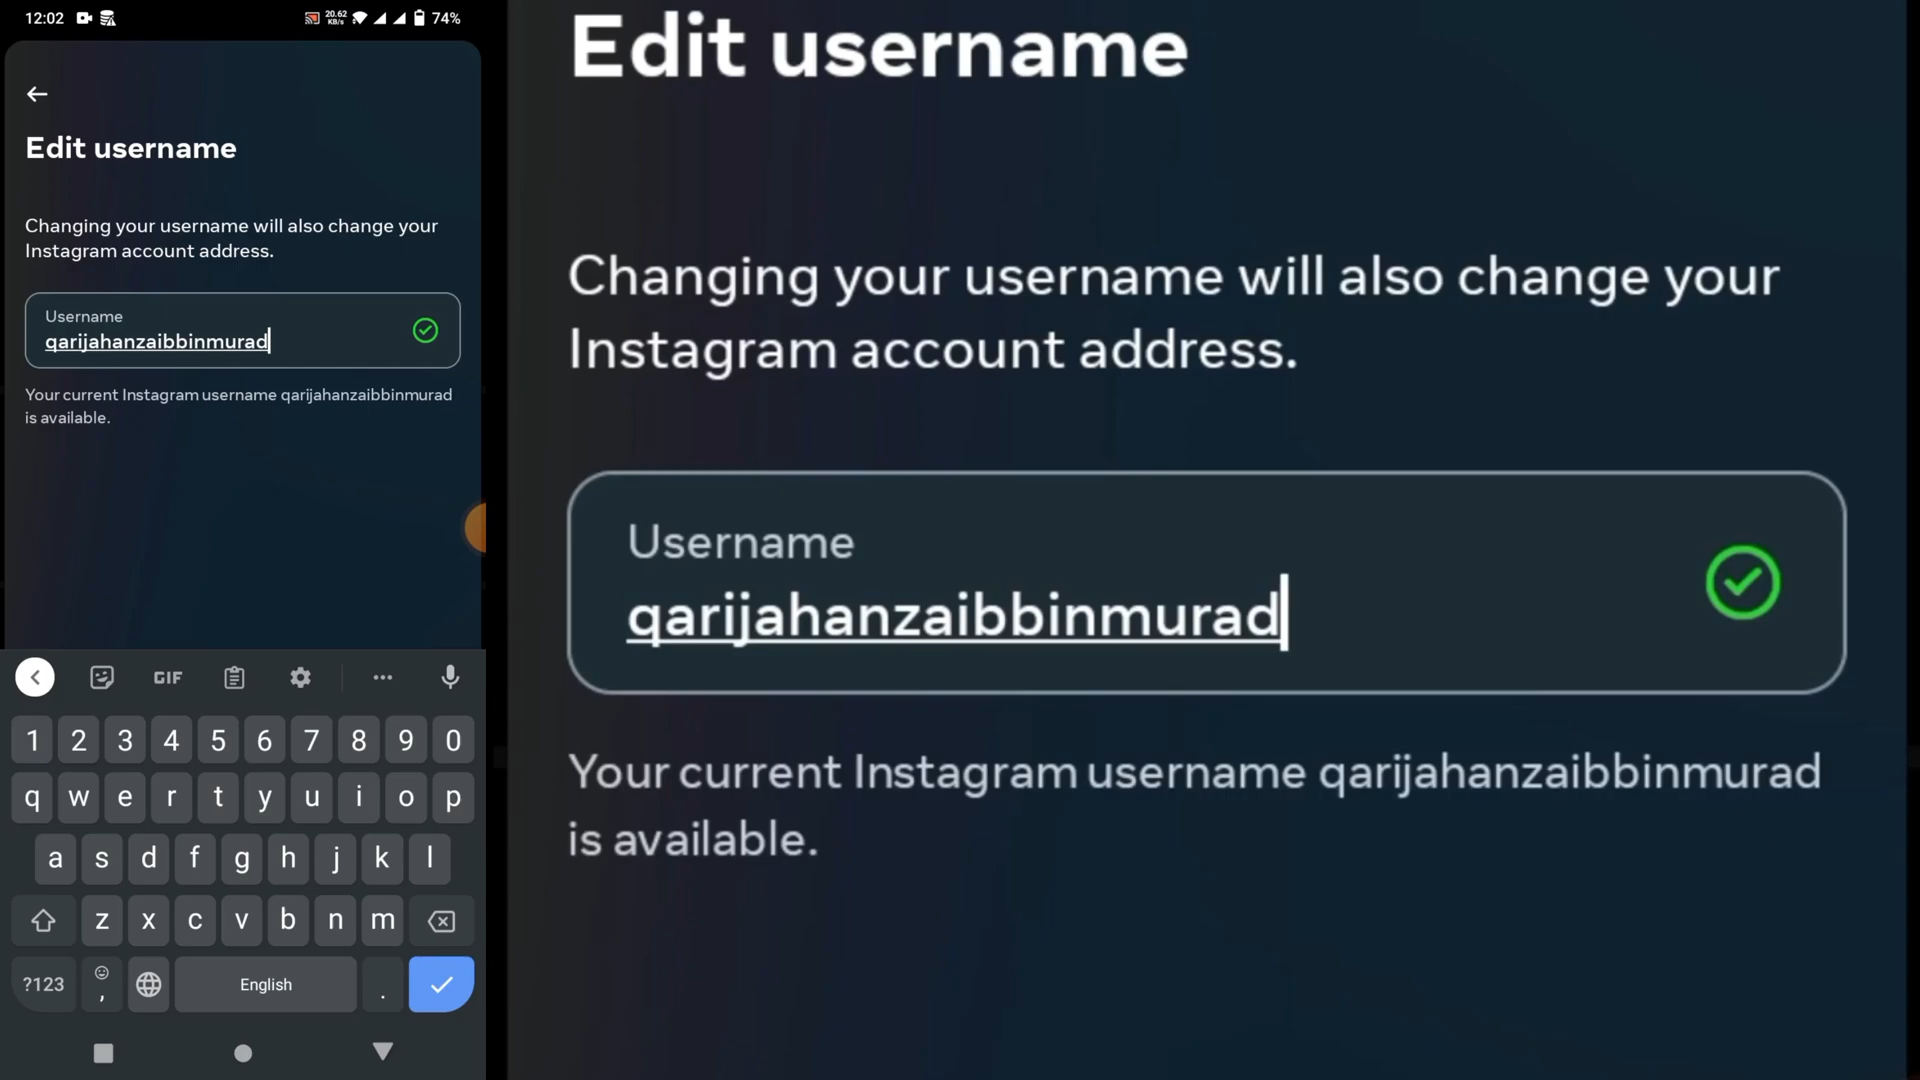 12:02
20.62
KB/s
74%
Edit username
Changing your username will also change your
Instagram account address.
Username
qarijahanzaibbinmurad
Your current Instagram username qarijahanzaibbinmurad
is available.
GIF
1 2 3 4 5 6 7 8 9 0
q w e r t y u i o p
a s d f g h j k l
z x c v b n m
?123 , English .
Edit username
Changing your username will also change your
Instagram account address.
Username
qarijahanzaibbinmurad
Your current Instagram username qarijahanzaibbinmurad
is available.